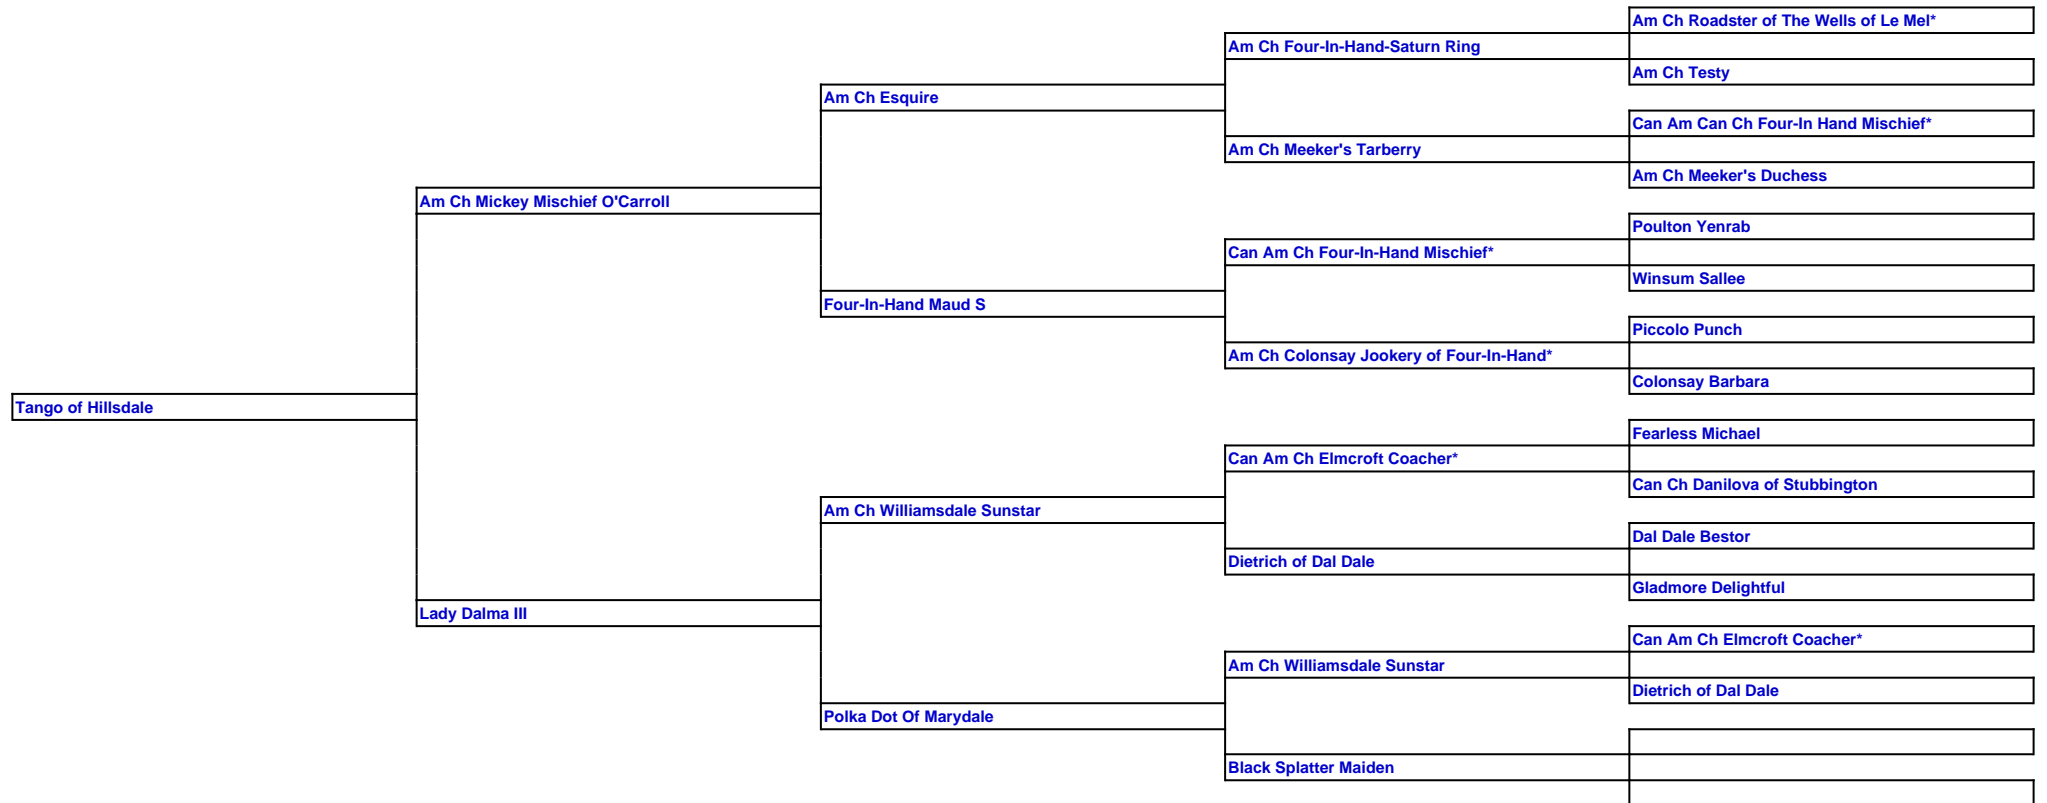 Am Ch Roadster of The Wells of Le Mel*
Am Ch Four-In-Hand-Saturn Ring
Am Ch Testy
Am Ch Esquire
Can Am Can Ch Four-In Hand Mischief*
Am Ch Meeker's Tarberry
Am Ch Meeker's Duchess
Am Ch Mickey Mischief O'Carroll
Poulton Yenrab
Can Am Ch Four-In-Hand Mischief*
Winsum Sallee
Four-In-Hand Maud S
Piccolo Punch
Am Ch Colonsay Jookery of Four-In-Hand*
Colonsay Barbara
Tango of Hillsdale
Fearless Michael
Can Am Ch Elmcroft Coacher*
Can Ch Danilova of Stubbington
Am Ch Williamsdale Sunstar
Dal Dale Bestor
Dietrich of Dal Dale
Gladmore Delightful
Lady Dalma III
Can Am Ch Elmcroft Coacher*
Am Ch Williamsdale Sunstar
Dietrich of Dal Dale
Polka Dot Of Marydale
Black Splatter Maiden